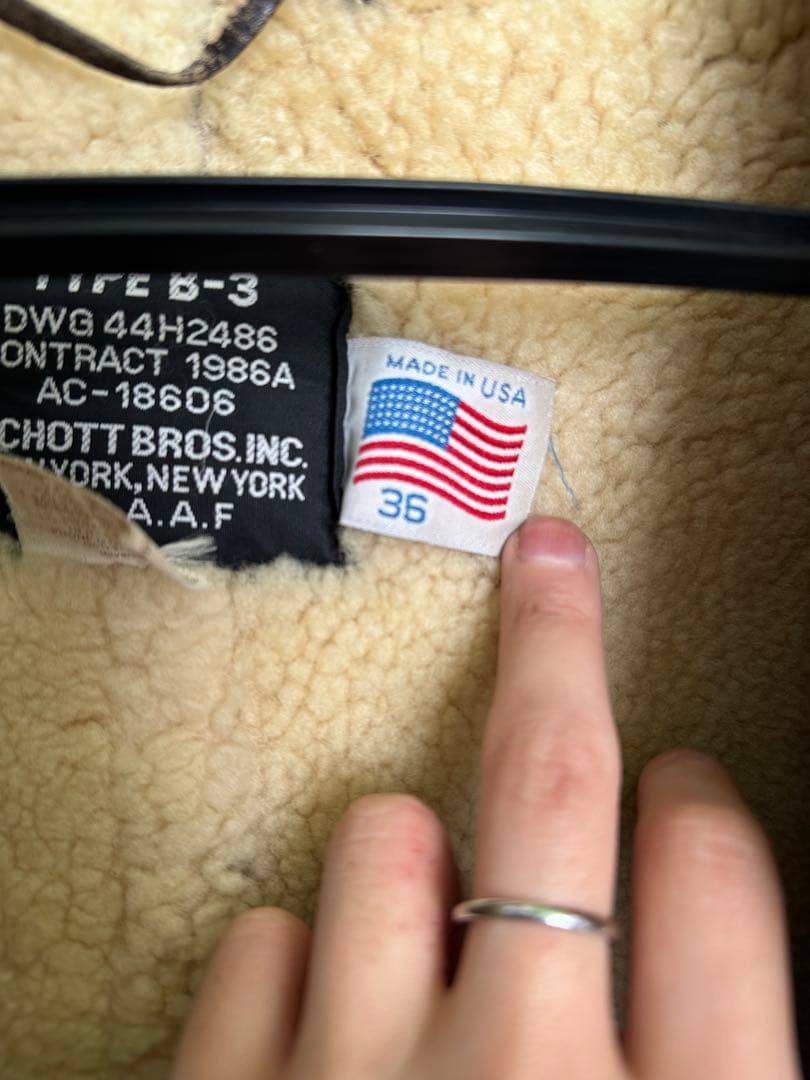 TYPE B-3
DWG 44H2486
ONTRACT 1986A
AC-18606
CHOTT BROS.INC.
YORK, NEW YORK
A.A.F
MADE IN USA
36